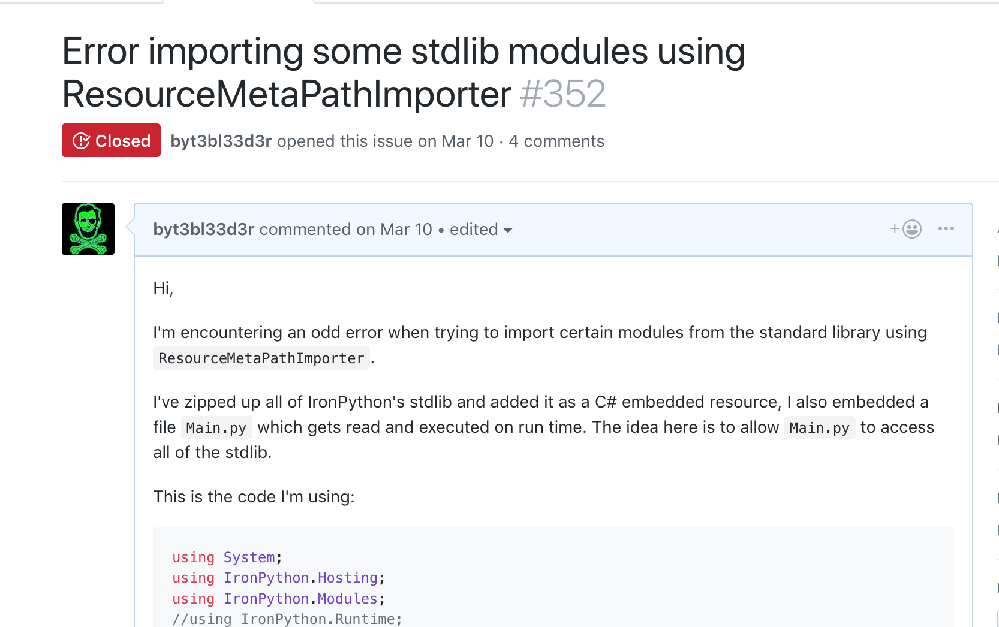 Error importing some stdlib modules using
ResourceMetaPathImporter #352
Closed byt3bl33d3r opened this issue on Mar 10 · 4 comments
byt3bl33d3r commented on Mar 10 • edited
Hi,
I'm encountering an odd error when trying to import certain modules from the standard library using
ResourceMetaPathImporter.
I've zipped up all of IronPython's stdlib and added it as a C# embedded resource, I also embedded a
file Main.py which gets read and executed on run time. The idea here is to allow Main.py to access
all of the stdlib.
This is the code I'm using:
using System;
using IronPython.Hosting;
using IronPython.Modules;
//using IronPython.Runtime;